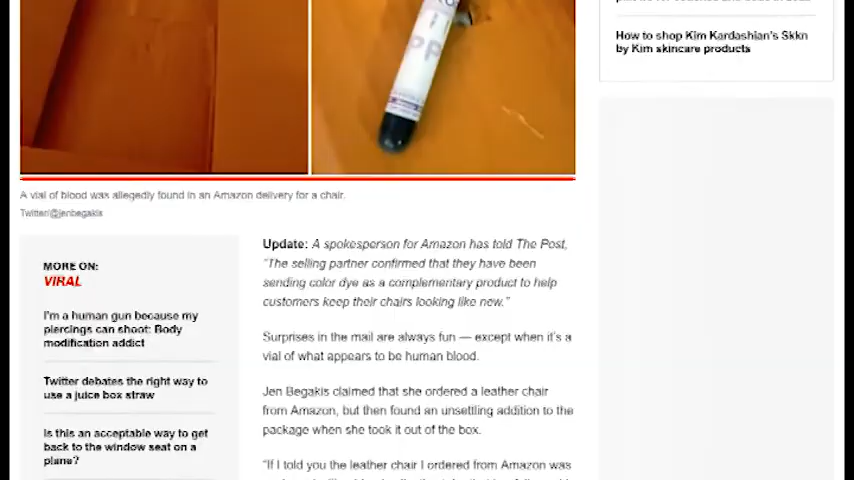 How to shop Kim Kardashian's Skkn
by Kim skincare products
A vial of blood was allegedly found in an Amazon delivery for a chair.
Twitter/@jenbegakis
MORE ON:
VIRAL
I'm a human gun because my
piercings can shoot: Body
modification addict
Twitter debates the right way to
use a juice box straw
Is this an acceptable way to get
back to the window seat on a
plane?
Update: A spokesperson for Amazon has told The Post,
"The selling partner confirmed that they have been
sending color dye as a complementary product to help
customers keep their chairs looking like new."
Surprises in the mail are always fun — except when it's a
vial of what appears to be human blood.
Jen Begakis claimed that she ordered a leather chair
from Amazon, but then found an unsettling addition to the
package when she took it out of the box.
"If I told you the leather chair I ordered from Amazon was